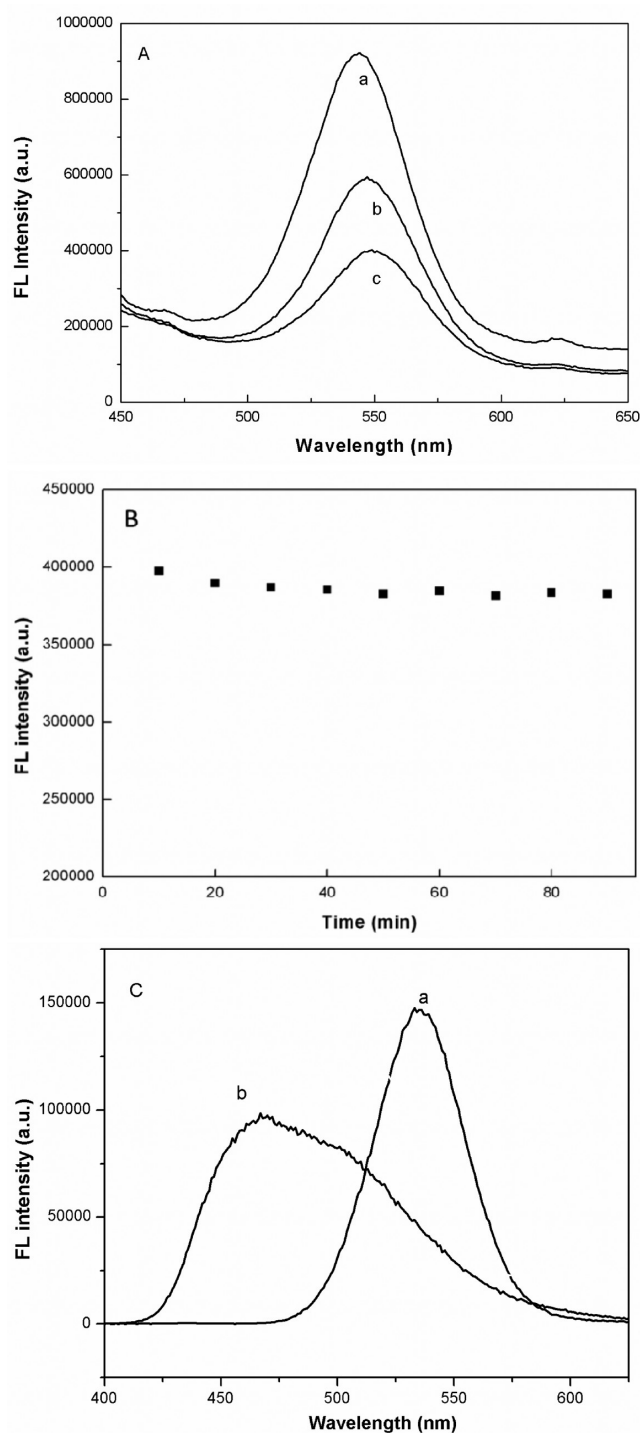 1000000
A
a
800000
FL Intensity (a.u.)
600000
b
400000
c
200000
0
450 500 550 600 650
Wavelength (nm)
450000
B
400000
350000
FL intensity (a.u.)
300000
250000
200000
0 20 40 60 80
Time (min)
C
a
150000
b
100000
FL intensity (a.u.)
50000
0
400 450 500 550 600
Wavelength (nm)